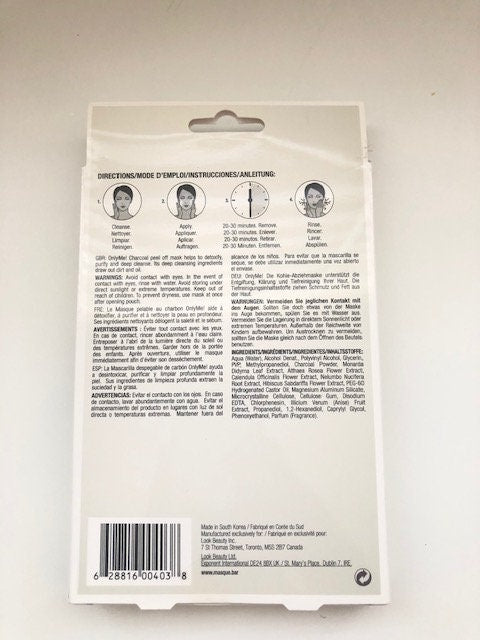 DIRECTIONS/MODE D'EMPLOI/INSTRUCCIONES/ANLEITUNG:
1.
2.
3.
4.
Cleanse.
Nettoyer.
Limpiar.
Reinigen.
Apply.
Appliquer.
Aplicar.
Auftragen.
20-30 minutes. Remove.
20-30 minutes. Enlever.
20-30 minutes. Retirar.
20-30 Minuten. Entfernen.
Rinse.
Rincer.
Lavar.
Abspülen.
GBR: OnlyMe! Charcoal peel off mask helps to detoxify,
purify and deep cleanse. Its deep cleansing ingredients
draw out dirt and oil.
WARNINGS: Avoid contact with eyes. In the event of
contact with eyes, rinse with water. Avoid storing under
direct sunlight or extreme temperatures. Keep out of
reach of children. To prevent dryness, use mask at once
after opening pouch.
FRE: Le Masque pelable au charbon OnlyMe! aide à
détoxifier, à purifier et à nettoyer la peau en profondeur.
Ses ingrédients nettoyants délogent la saleté et le sébum.
AVERTISSEMENTS : Éviter tout contact avec les yeux.
En cas de contact, rincer abondamment à l'eau claire.
Entreposer à l'abri de la lumière directe du soleil ou
des températures extrêmes. Garder hors de la portée
des enfants. Après ouverture, utiliser le masque
immédiatement afin d'éviter son dessèchement.
ESP: La Mascarilla despegable de carbón OnlyMe! ayuda
a desintoxicar, purificar y limpiar profundamente su
piel. Sus ingredientes de limpieza profunda extraen la
suciedad y la grasa.
ADVERTENCIAS: Evitar el contacto con los ojos. En caso
de contacto, lavar abundantemente con agua. Evitar el
almacenamiento del producto en lugares con luz de sol
directa o temperaturas extremas. Mantener fuera del
alcance de los niños. Para evitar que la mascarilla se
seque, se debe utilizar inmediatamente una vez abierto
el envase.
DEU: OnlyMe! Die Kohle-Abziehmaske unterstützt die
Entgiftung, Klärung und Tiefreinigung Ihrer Haut. Die
Tiefreinigungsinhaltstoffe ziehen Schmutz und Fett aus
der Haut.
WARNUNGEN: Vermeiden Sie jeglichen Kontakt mit
den Augen. Sollten Sie doch etwas von der Maske
ins Auge bekommen, spülen Sie es mit Wasser aus.
Vermeiden Sie die Lagerung in direktem Sonnenlicht oder
extremen Temperaturen. Außerhalb der Reichweite von
Kindern aufbewahren. Um Austrocknen zu vermeiden,
sollten Sie die Maske gleich nach dem Öffnen des Beutels
benutzen.
INGREDIENTS/INGRÉDIENTS/INGREDIENTES/INHALTSSTOFFE:
Aqua (Water), Alcohol Denat., Polyvinyl Alcohol, Glycerin,
PVP, Methylpropanediol, Charcoal Powder, Monarda
Didyma Leaf Extract, Althaea Rosea Flower Extract,
Calendula Officinalis Flower Extract, Nelumbo Nucifera
Root Extract, Hibiscus Sabdariffa Flower Extract, PEG-60
Hydrogenated Castor Oil, Magnesium Aluminum Silicate,
Microcrystalline Cellulose, Cellulose Gum, Disodium
EDTA, Chlorphenesin, Illicium Verum (Anise) Fruit
Extract, Propanediol, 1,2-Hexanediol, Caprylyl Glycol,
Phenoxyethanol, Parfum (Fragrance).
6 28816 00403 8
Made in South Korea / Fabriqué en Corée du Sud
Manufactured exclusively for: / Fabriqué exclusivement pour:
Look Beauty Inc.
7 St Thomas Street, Toronto, M5S 2B7 Canada
Look Beauty Ltd.
Exponent International DE24 8BX UK / St. Mary's Place, Dublin 7, IRE.
www.masque.bar